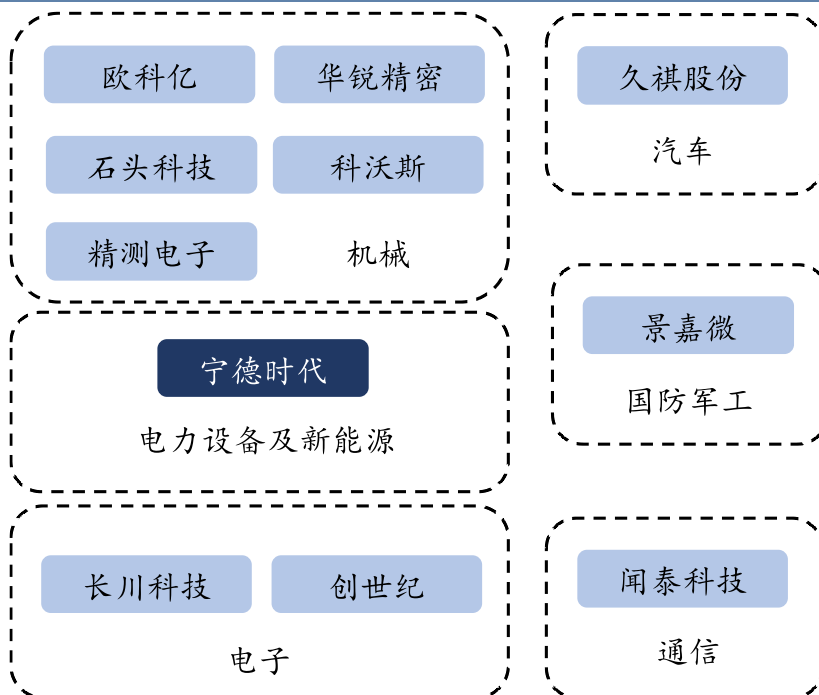 欧科亿
华锐精密
石头科技
科沃斯
精测电子
机械
宁德时代
电力设备及新能源
长川科技
创世纪
电子
久祺股份
汽车
景嘉微
国防军工
闻泰科技
通信